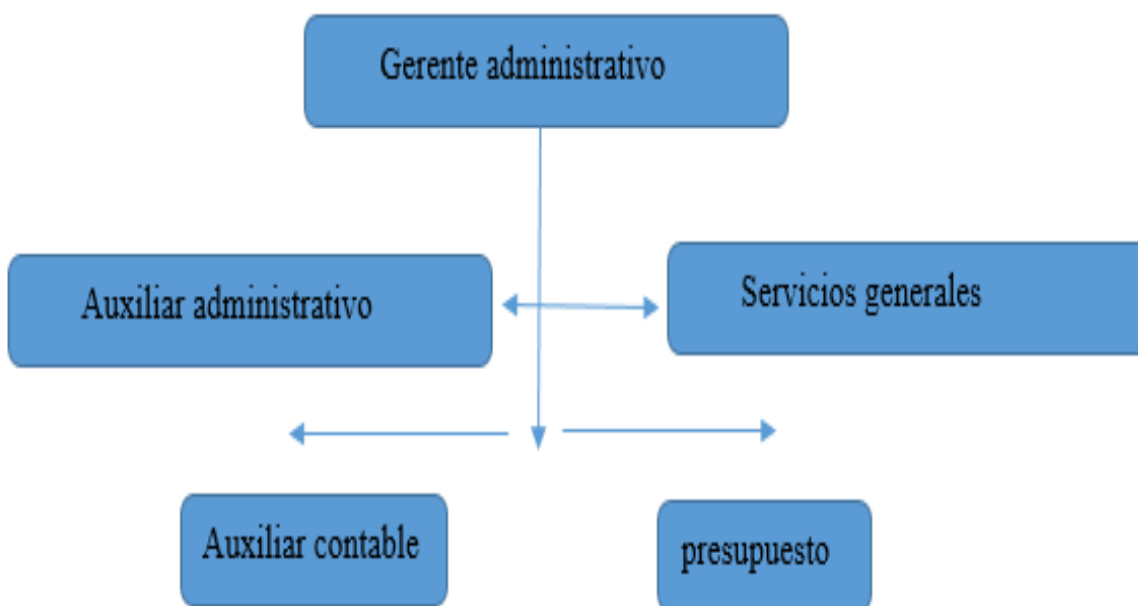 Gerente administrativo
Auxiliar administrativo
Servicios generales
Auxiliar contable
presupuesto